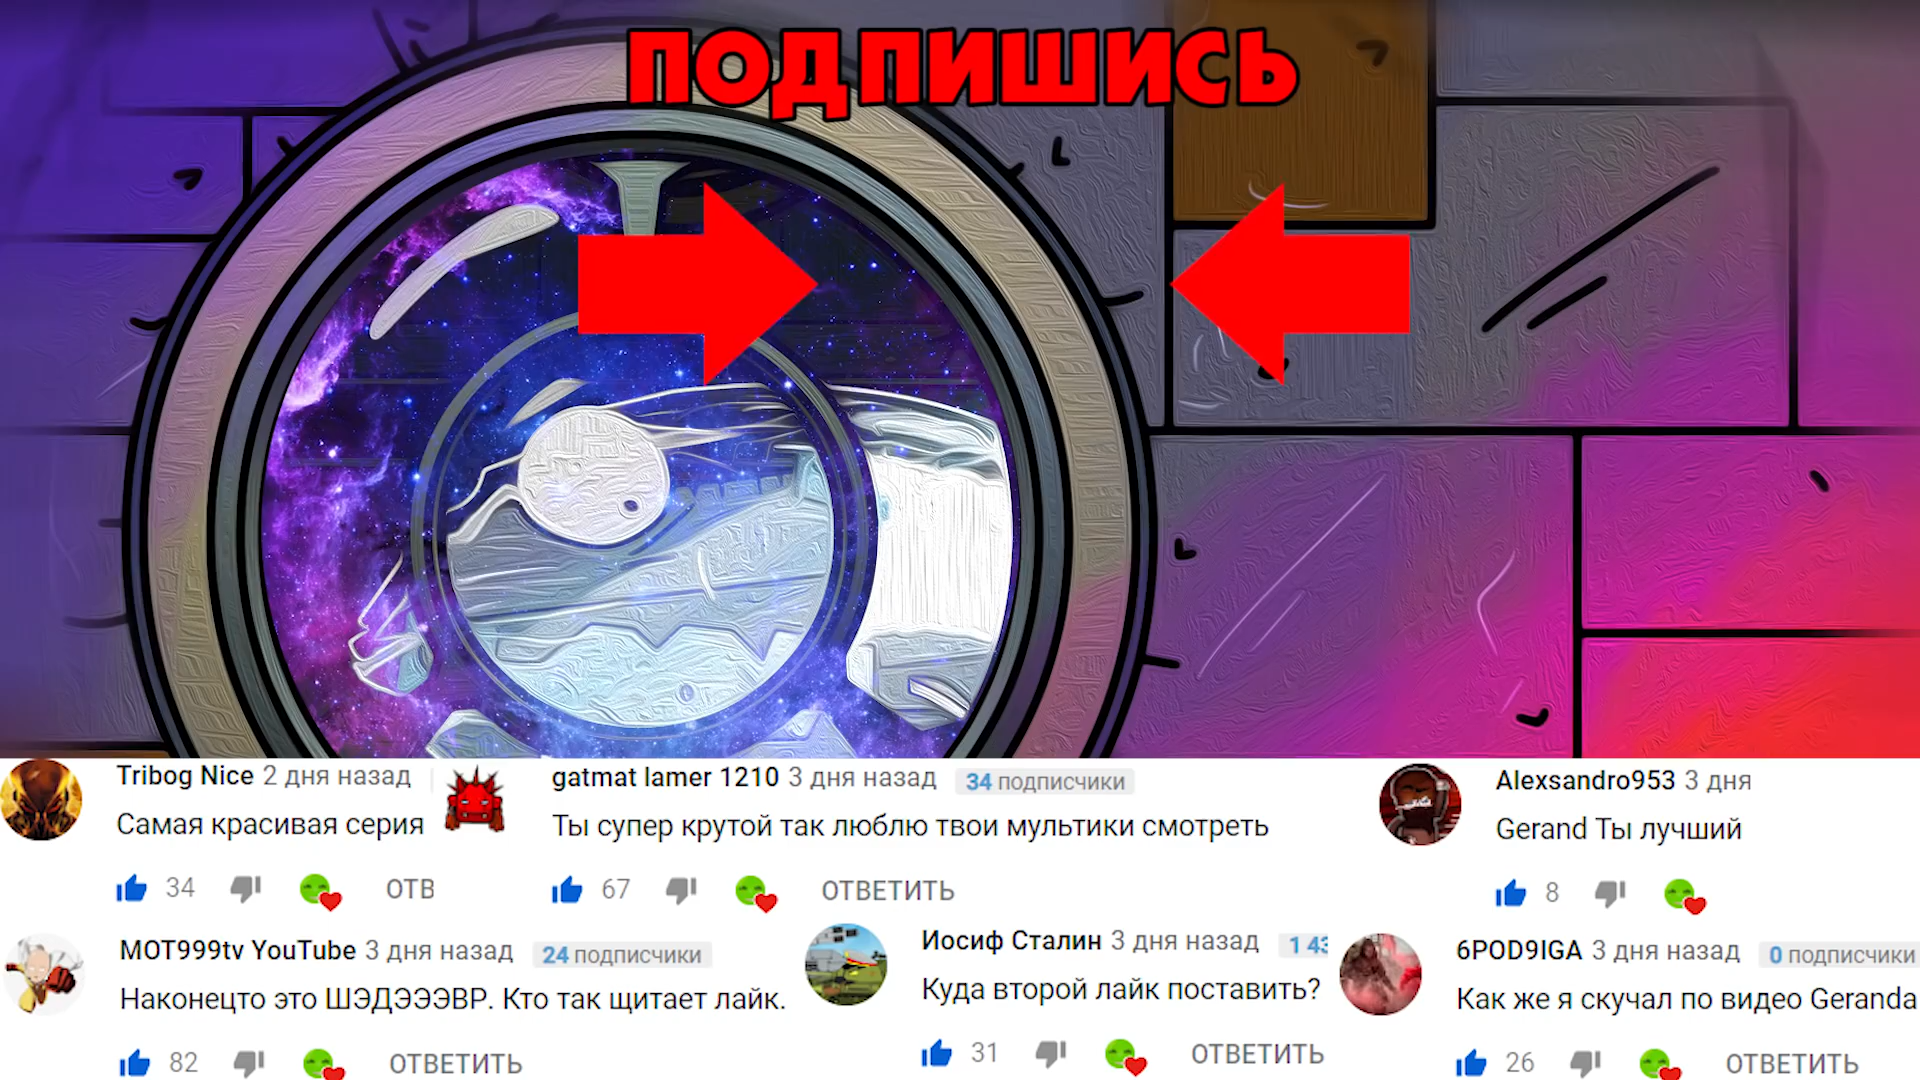 ПОДПИШИСЬ
Tribog Nice 2 дня назад
Самая красивая серия
34 ОТВ
gatmat lamer 1210 3 дня назад 34 подписчики
Ты супер крутой так люблю твои мультики смотреть
67 ОТВЕТИТЬ
Alexsandro953 3 дня
Gerand Ты лучший
8
MOT999tv YouTube 3 дня назад 24 подписчики
Наконецто это ШЭДЭЭЭВР. Кто так щитает лайк.
82 ОТВЕТИТЬ
Иосиф Сталин 3 дня назад 1 43
Куда второй лайк поставить?
31 ОТВЕТИТЬ
6POD9IGA 3 дня назад 0 подписчики
Как же я скучал по видео Geranda
26 ОТВЕТИТЬ